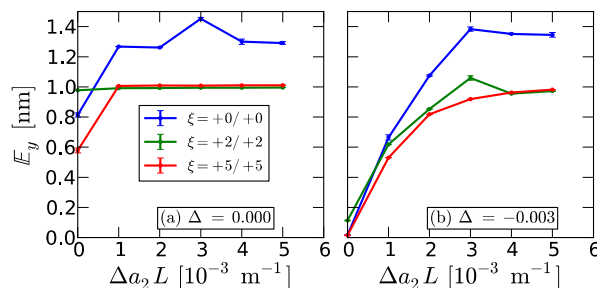 𝔼_y [nm]
1.4
1.2
1.0
0.8
0.6
0.4
0.2
0.0
ξ = +0/+0
ξ = +2/+2
ξ = +5/+5
(a) Δ = 0.000
0 1 2 3 4 5 6
Δa₂L [10⁻³ m⁻¹]
(b) Δ = −0.003
0 1 2 3 4 5 6
Δa₂L [10⁻³ m⁻¹]